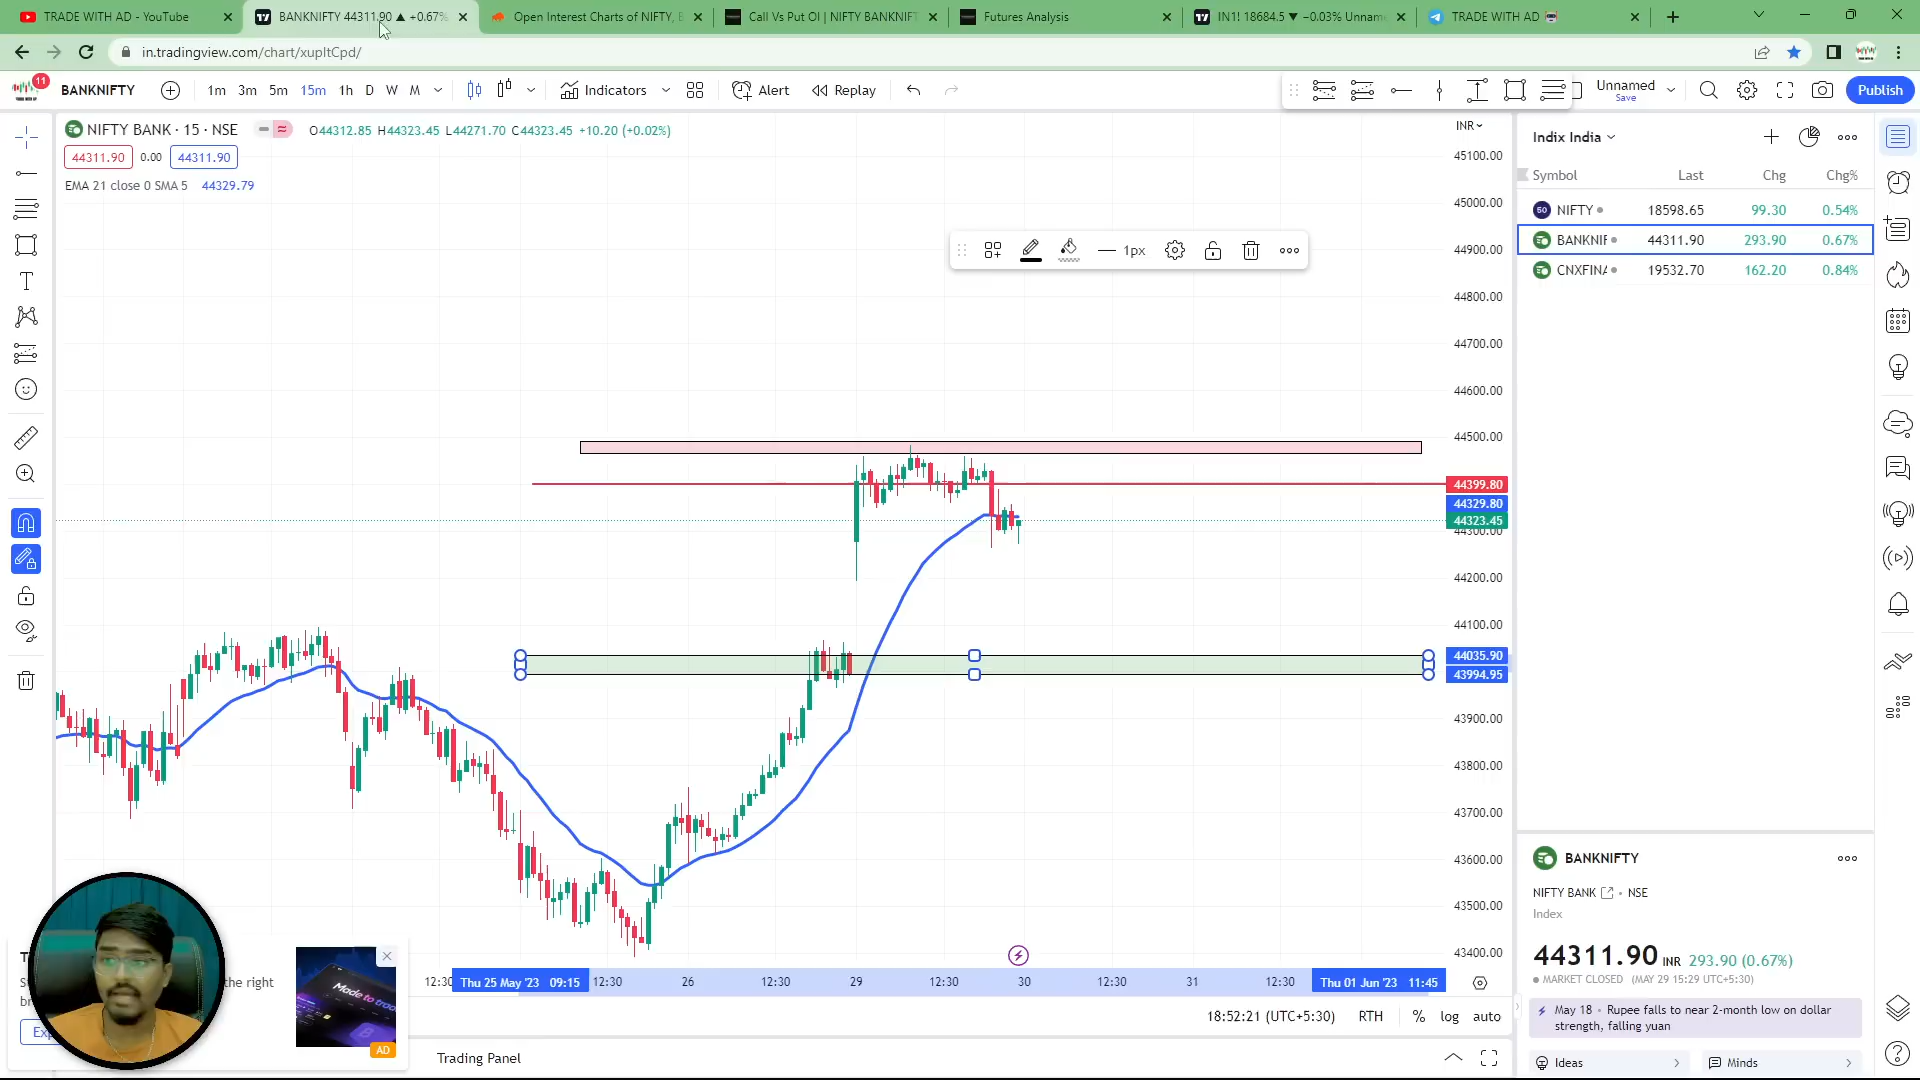 TRADE WITH AD - YouTube
BANKNIFTY 44311.90 ▲ +0.67%
Open Interest Charts of NIFTY, B
Call Vs Put OI | NIFTY BANKNIFT
Futures Analysis
IN1! 18684.5 ▼ −0.03% Unnam
TRADE WITH AD
in.tradingview.com/chart/xupItCpd/
11
BANKNIFTY
1m 3m 5m 15m 1h D W M
Indicators
Alert
Replay
Unnamed
Save
Publish
NIFTY BANK · 15 · NSE
O44312.85 H44323.45 L44271.70 C44323.45 +10.20 (+0.02%)
INR
44311.90 0.00 44311.90
EMA 21 close 0 SMA 5 44329.79
1px
45100.00
45000.00
44900.00
44800.00
44700.00
44600.00
44500.00
44399.80
44329.80
44323.45
44300.00
44200.00
44100.00
44035.90
43994.95
43900.00
43800.00
43700.00
43600.00
43500.00
43400.00
Indix India
Symbol Last Chg Chg%
50 NIFTY 18598.65 99.30 0.54%
BANKNIF 44311.90 293.90 0.67%
CNXFINA 19532.70 162.20 0.84%
BANKNIFTY
NIFTY BANK · NSE
Index
44311.90 INR 293.90 (0.67%)
MARKET CLOSED (MAY 29 15:29 UTC+5:30)
May 18 · Rupee falls to near 2-month low on dollar
strength, falling yuan
Ideas
Minds
the right
Made to
AD
12:30 Thu 25 May '23 09:15 12:30 26 12:30 29 12:30 30 12:30 31 12:30 Thu 01 Jun '23 11:45
18:52:21 (UTC+5:30) RTH % log auto
Trading Panel